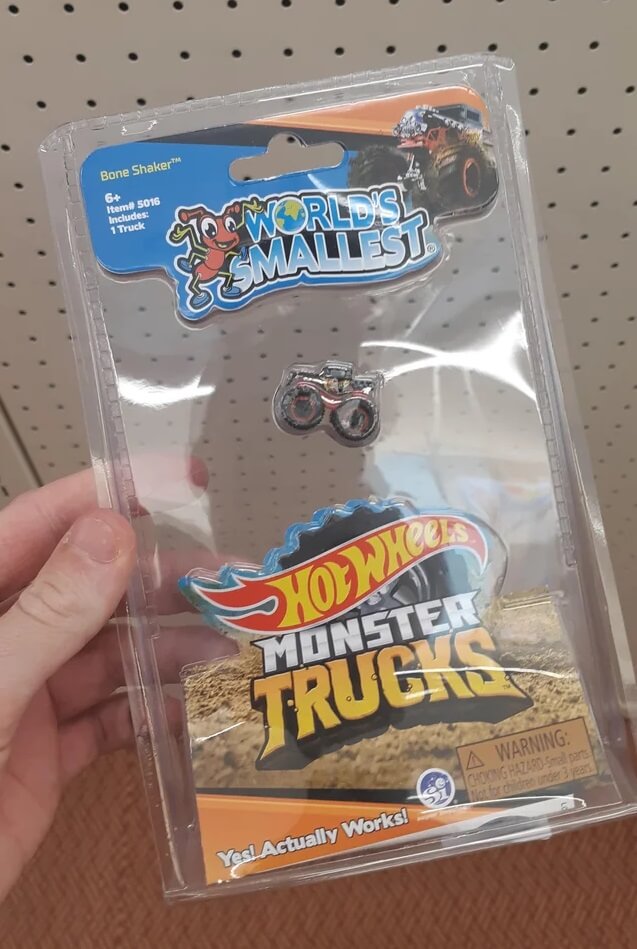 Bone Shaker™
6+
Item# 5016
Includes:
1 Truck
WORLD'S
SMALLEST®
HOT WHEELS
MONSTER
TRUCKS™
WARNING:
CHOKING HAZARD-Small parts
Not for children under 3 years.
Yes! Actually Works!